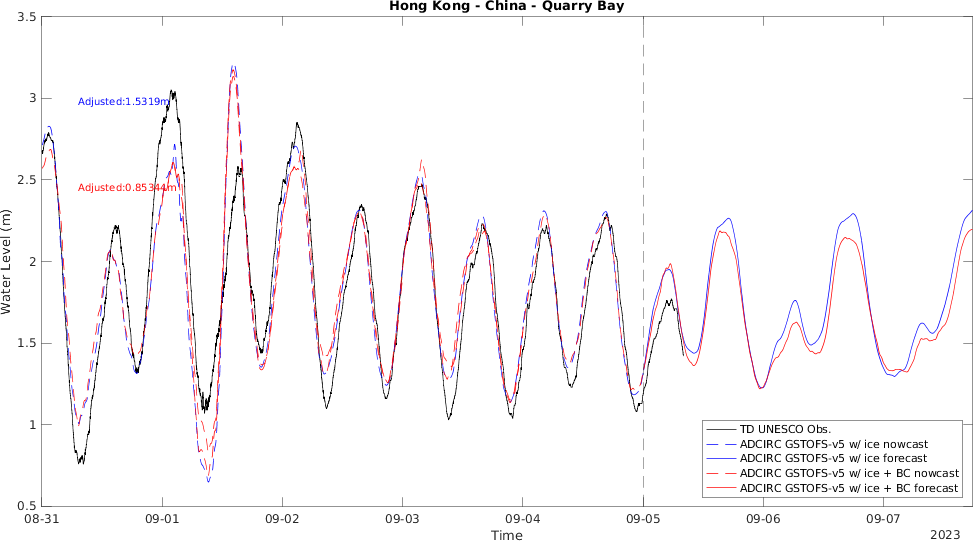 Hong Kong - China - Quarry Bay
3.5
3
2.5
2
1.5
1
0.5
Water Level (m)
Adjusted:1.5319m
Adjusted:0.85344m
TD UNESCO Obs.
ADCIRC GSTOFS-v5 w/ ice nowcast
ADCIRC GSTOFS-v5 w/ ice forecast
ADCIRC GSTOFS-v5 w/ ice + BC nowcast
ADCIRC GSTOFS-v5 w/ ice + BC forecast
08-31 09-01 09-02 09-03 09-04 09-05 09-06 09-07
Time
2023